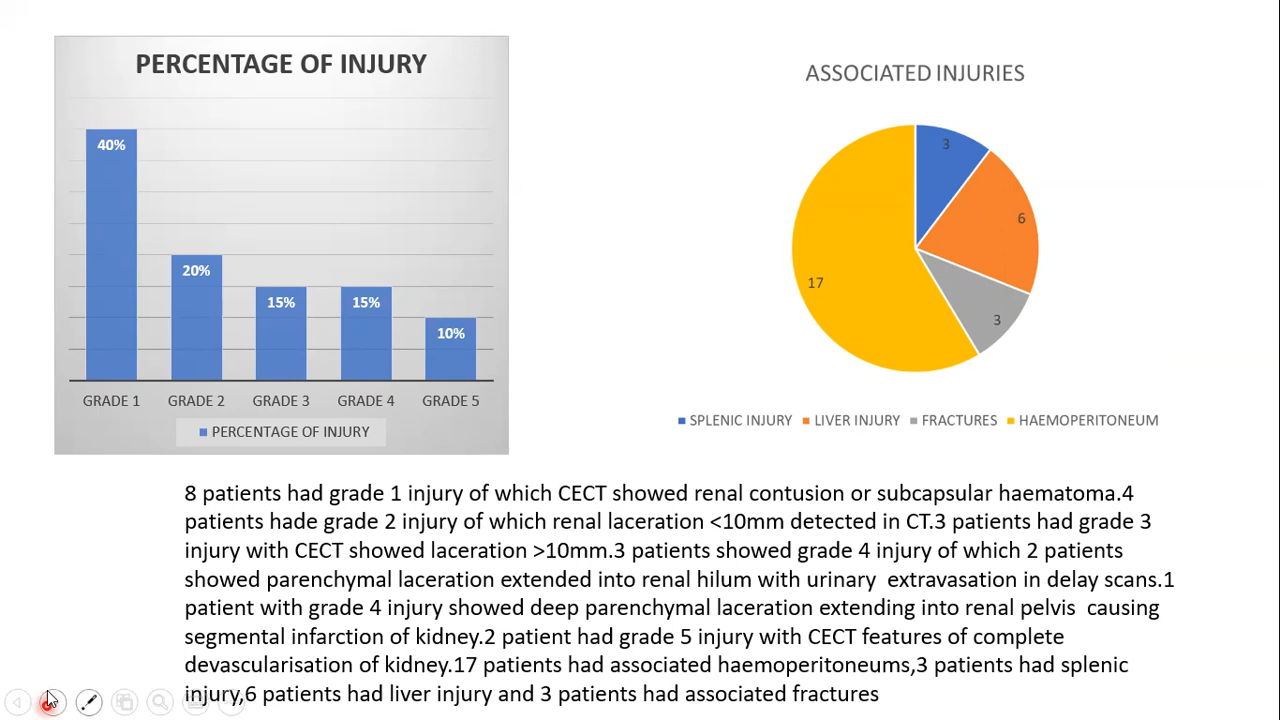 PERCENTAGE OF INJURY
40%
20%
15%
15%
10%
GRADE 1
GRADE 2
GRADE 3
GRADE 4
GRADE 5
PERCENTAGE OF INJURY
ASSOCIATED INJURIES
3
6
3
17
SPLENIC INJURY
LIVER INJURY
FRACTURES
HAEMOPERITONEUM
8 patients had grade 1 injury of which CECT showed renal contusion or subcapsular haematoma.4
patients hade grade 2 injury of which renal laceration <10mm detected in CT.3 patients had grade 3
injury with CECT showed laceration >10mm.3 patients showed grade 4 injury of which 2 patients
showed parenchymal laceration extended into renal hilum with urinary  extravasation in delay scans.1
patient with grade 4 injury showed deep parenchymal laceration extending into renal pelvis  causing
segmental infarction of kidney.2 patient had grade 5 injury with CECT features of complete
devascularisation of kidney.17 patients had associated haemoperitoneums,3 patients had splenic
injury,6 patients had liver injury and 3 patients had associated fractures